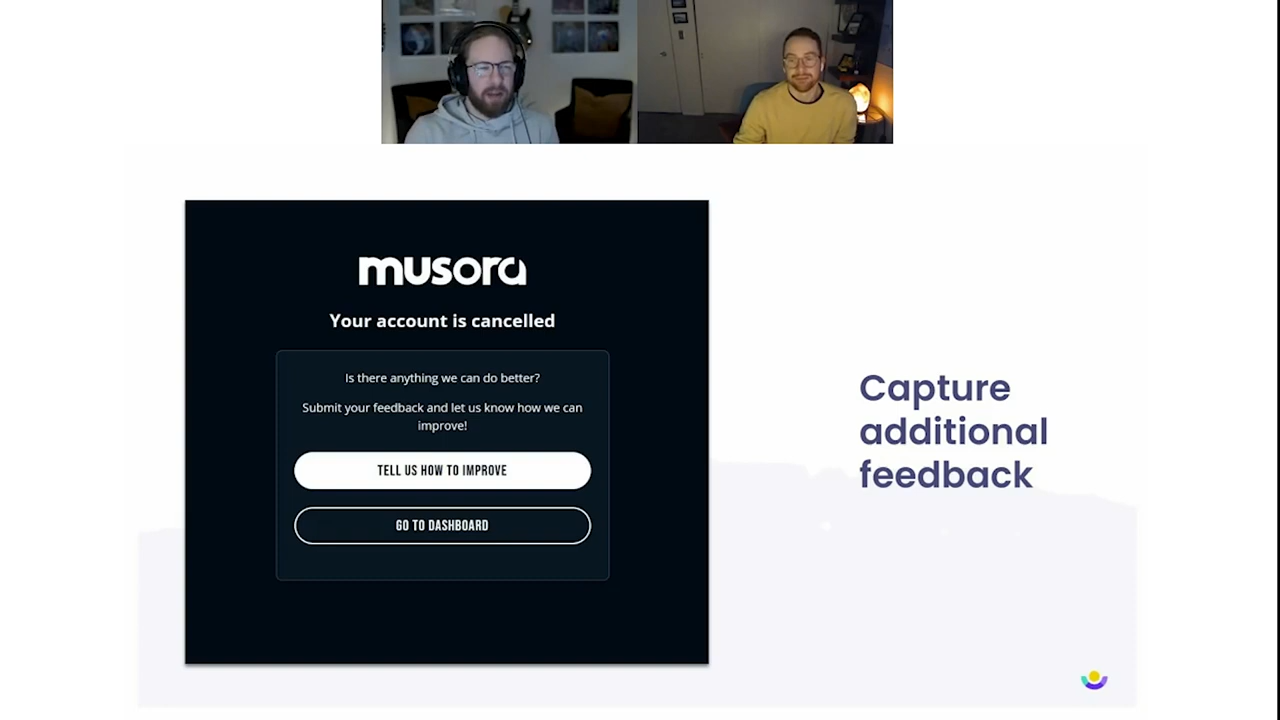 musora
Your account is cancelled
Is there anything we can do better?
Submit your feedback and let us know how we can
improve!
TELL US HOW TO IMPROVE
GO TO DASHBOARD
Capture
additional
feedback